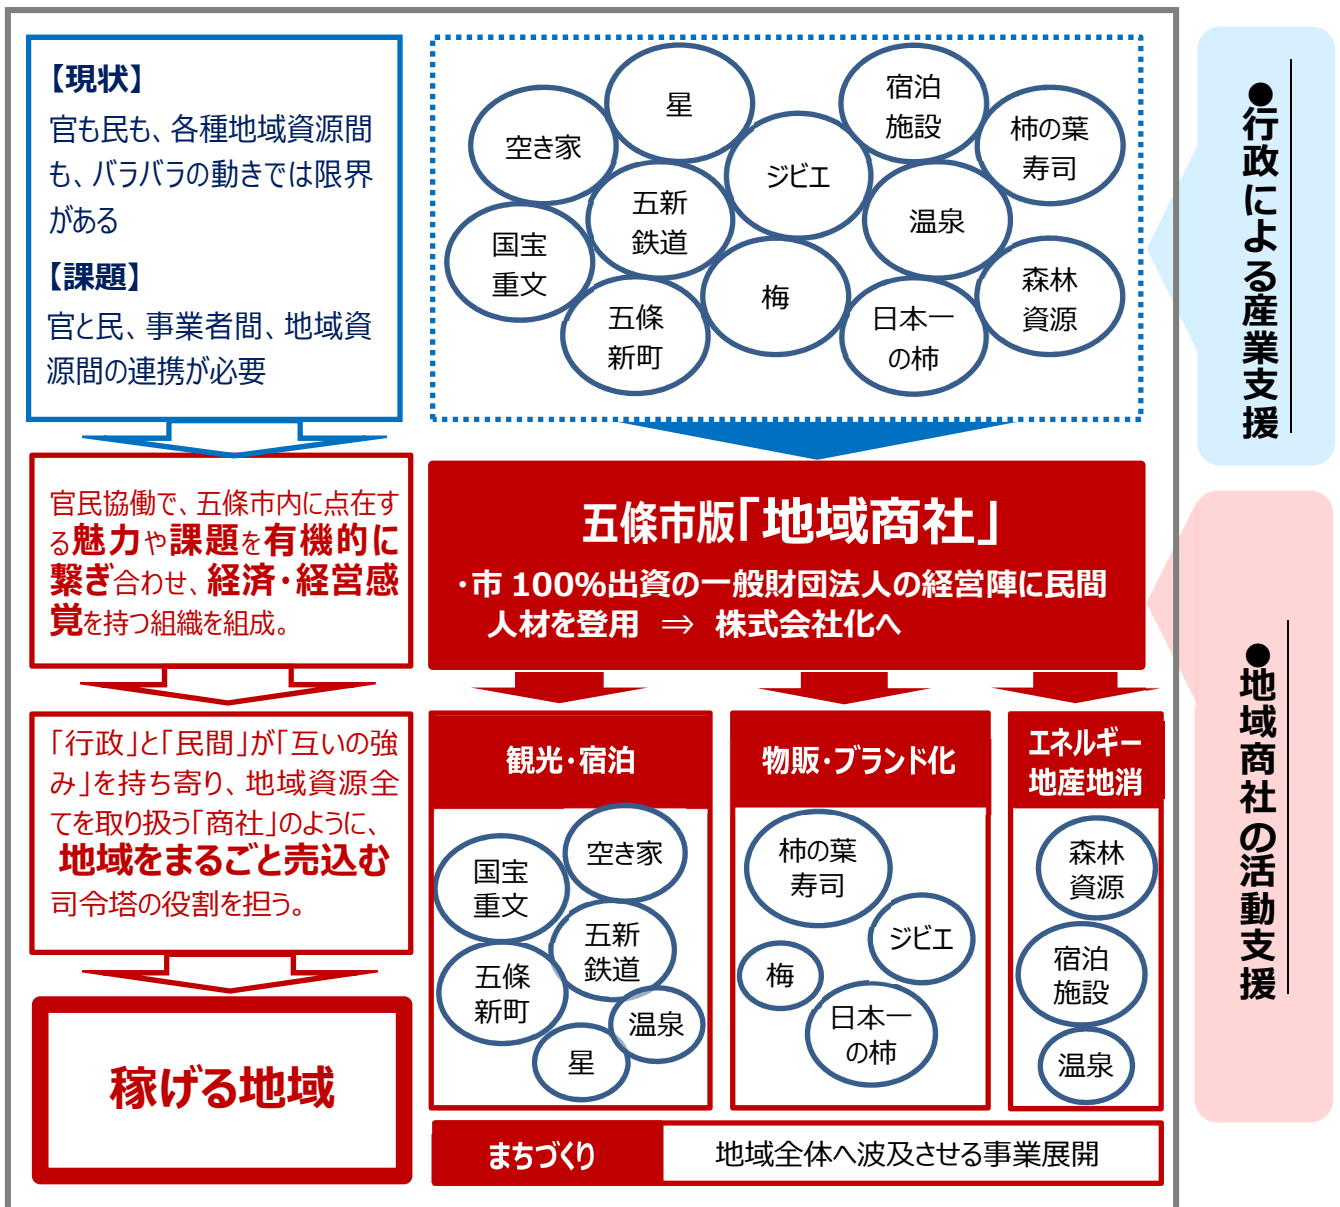 【現状】
官も民も、各種地域資源間
も、バラバラの動きでは限界
がある
【課題】
官と民、事業者間、地域資
源間の連携が必要
空き家
星
宿泊
施設
柿の葉
寿司
ジビエ
五新
鉄道
温泉
国宝
重文
梅
森林
資源
五條
新町
日本一
の柿
●行政による産業支援
官民協働で、五條市内に点在す
る魅力や課題を有機的に
繋ぎ合わせ、経済・経営感
覚を持つ組織を組成。
五條市版「地域商社」
・市 100%出資の一般財団法人の経営陣に民間
人材を登用 ⇒ 株式会社化へ
●地域商社の活動支援
「行政」と「民間」が「互いの強
み」を持ち寄り、地域資源全
てを取り扱う「商社」のように、
地域をまるごと売込む
司令塔の役割を担う。
稼げる地域
観光・宿泊
国宝
重文
空き家
五新
鉄道
五條
新町
温泉
星
物販・ブランド化
柿の葉
寿司
ジビエ
梅
日本一
の柿
エネルギー
地産地消
森林
資源
宿泊
施設
温泉
まちづくり
地域全体へ波及させる事業展開